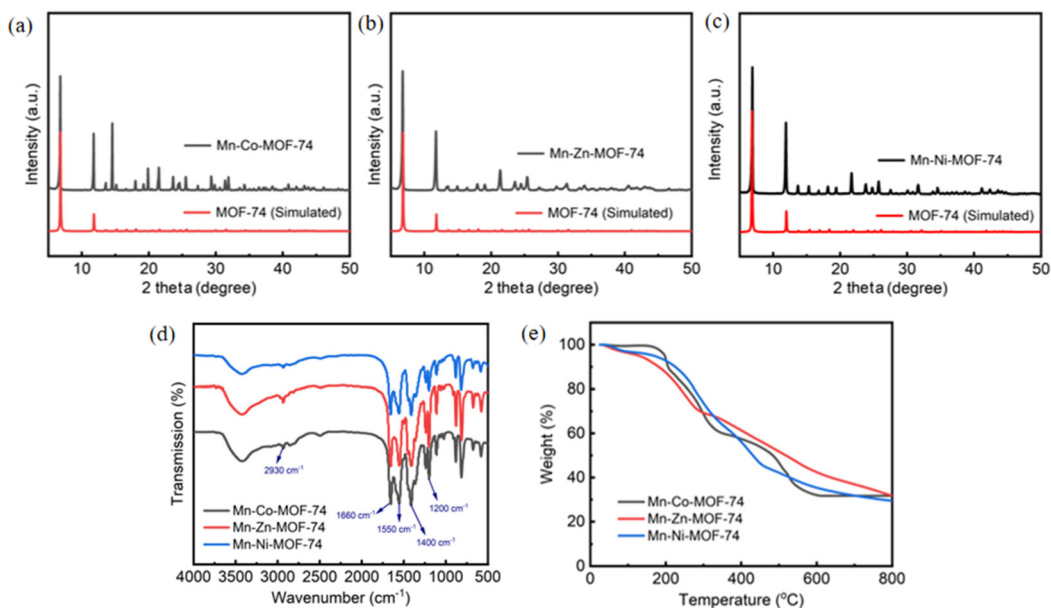 (a)
Intensity (a.u.)
Mn-Co-MOF-74
MOF-74 (Simulated)
10 20 30 40 50
2 theta (degree)
(b)
Intensity (a.u.)
Mn-Zn-MOF-74
MOF-74 (Simulated)
10 20 30 40 50
2 theta (degree)
(c)
Intensity (a.u.)
Mn-Ni-MOF-74
MOF-74 (Simulated)
10 20 30 40 50
2 theta (degree)
(d)
Transmission (%)
2930 cm⁻¹
1660 cm⁻¹
1550 cm⁻¹
1400 cm⁻¹
1200 cm⁻¹
Mn-Co-MOF-74
Mn-Zn-MOF-74
Mn-Ni-MOF-74
4000 3500 3000 2500 2000 1500 1000 500
Wavenumber (cm⁻¹)
(e)
Weight (%)
100
80
60
40
20
0
Mn-Co-MOF-74
Mn-Zn-MOF-74
Mn-Ni-MOF-74
0 200 400 600 800
Temperature (°C)